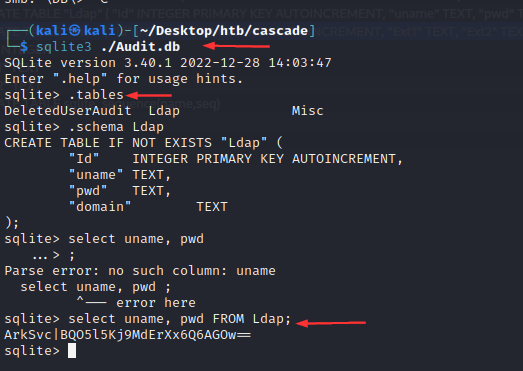 ┌──(kali㉿kali)-[~/Desktop/htb/cascade]
└─$ sqlite3 ./Audit.db
SQLite version 3.40.1 2022-12-28 14:03:47
Enter ".help" for usage hints.
sqlite> .tables
DeletedUserAudit  Ldap              Misc
sqlite> .schema Ldap
CREATE TABLE IF NOT EXISTS "Ldap" (
        "Id"    INTEGER PRIMARY KEY AUTOINCREMENT,
        "uname" TEXT,
        "pwd"   TEXT,
        "domain"        TEXT
);
sqlite> select uname, pwd
   ...> ;
Parse error: no such column: uname
  select uname, pwd ;
         ^--- error here
sqlite> select uname, pwd FROM Ldap;
ArkSvc|BQO5l5Kj9MdErXx6Q6AGOw==
sqlite>